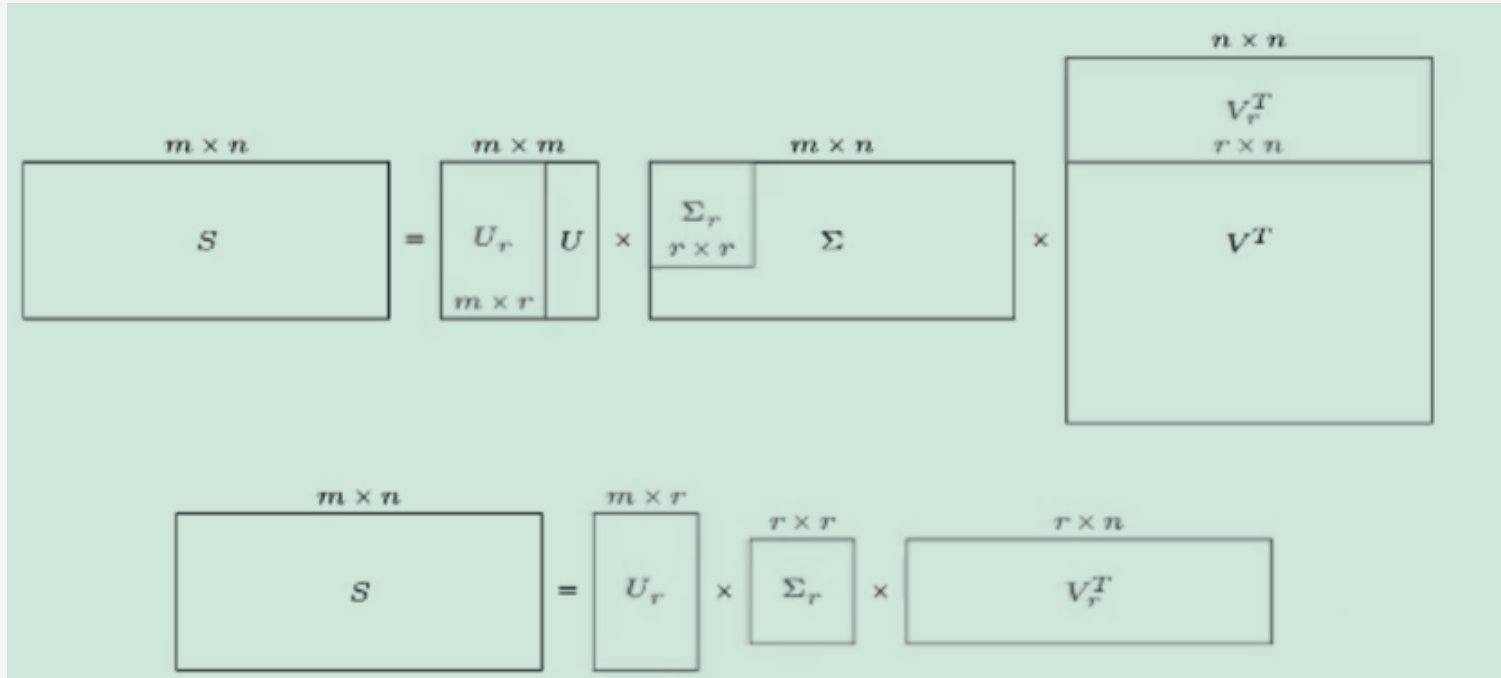 n × n
V_r^T
m × n m × m m × n r × n
Σ_r
S = U_r U × r × r Σ × V^T
m × r
m × n m × r
r × r r × n
S = U_r × Σ_r × V_r^T